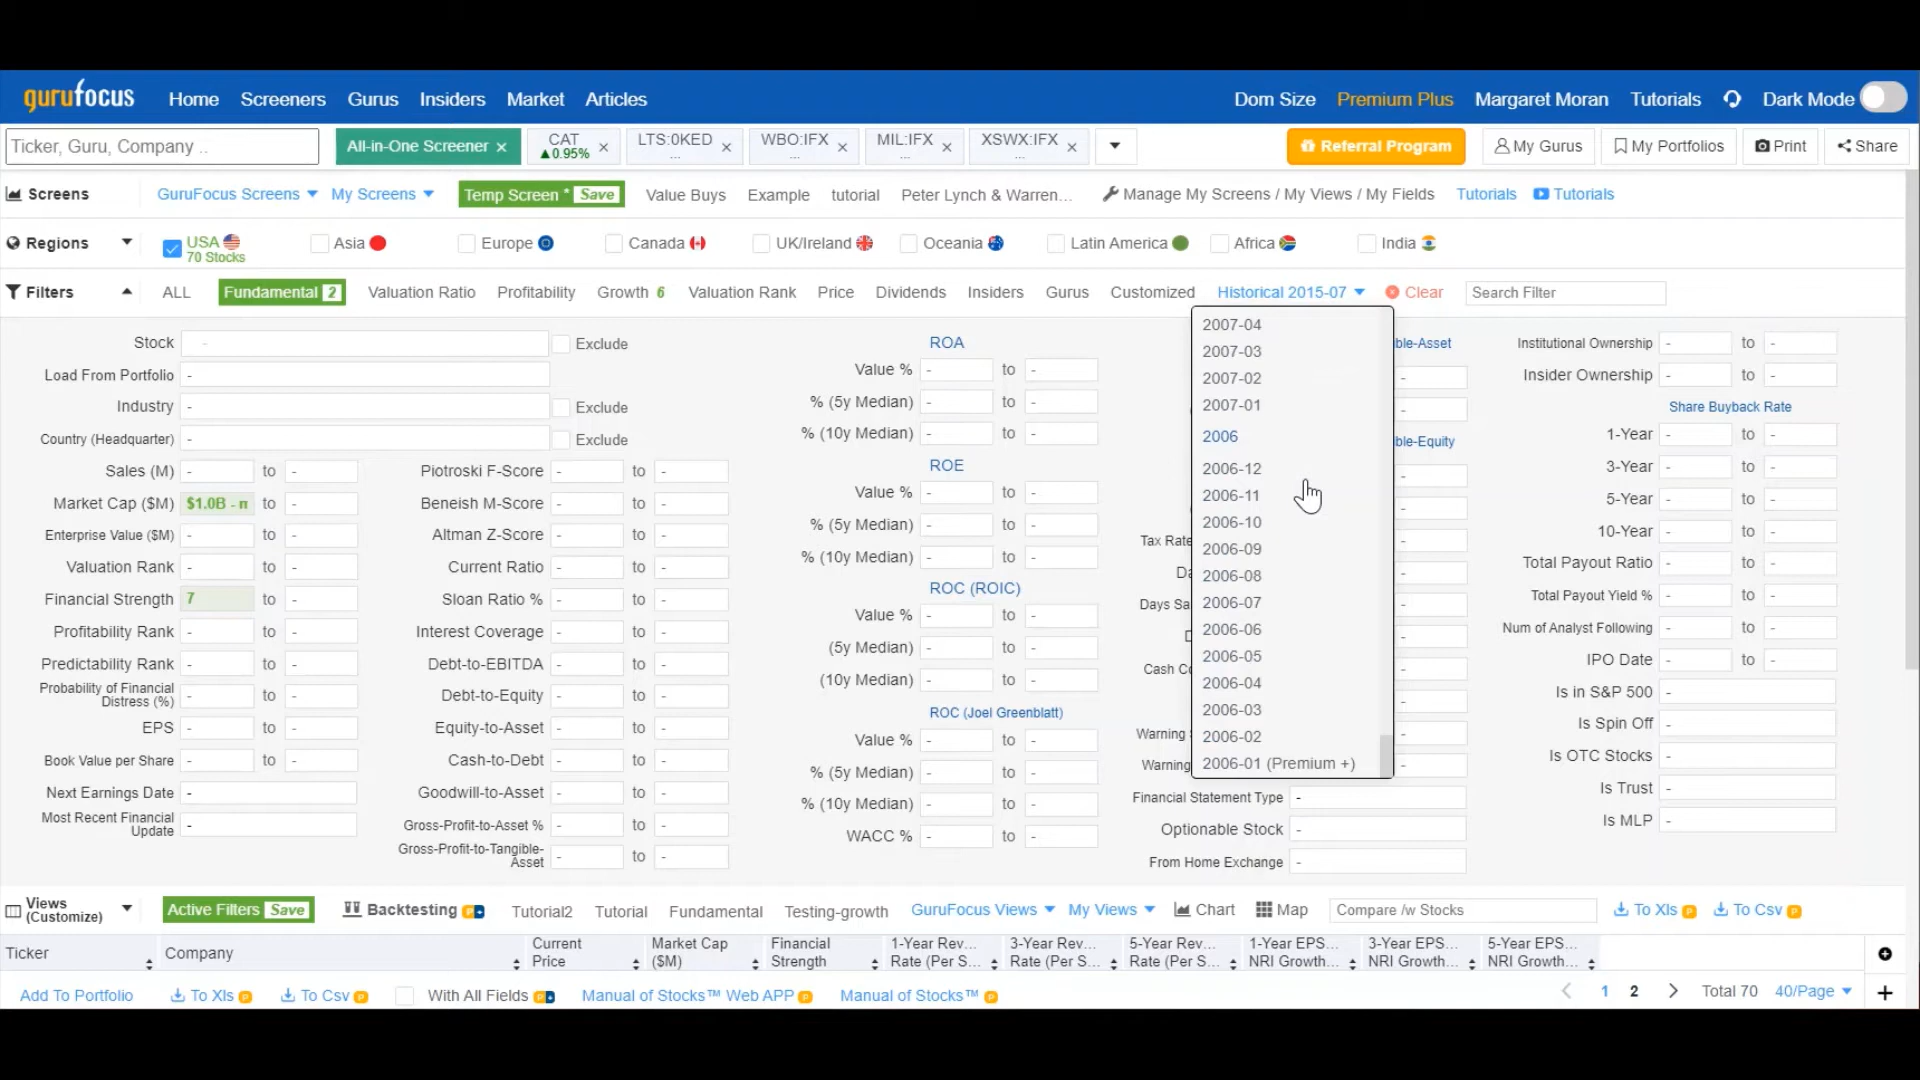 gurufocus Home Screeners Gurus Insiders Market Articles Dom Size Premium Plus Margaret Moran Tutorials Dark Mode
Ticker, Guru, Company .. All-in-One Screener × CAT ▲0.95% × LTS:0KED ... × WBO:IFX ... × MIL:IFX ... × XSWX:IFX ... × Referral Program My Gurus My Portfolios Print Share
Screens GuruFocus Screens My Screens Temp Screen * Save Value Buys Example tutorial Peter Lynch & Warren... Manage My Screens / My Views / My Fields Tutorials Tutorials
Regions USA 70 Stocks Asia Europe Canada UK/Ireland Oceania Latin America Africa India
Filters ALL Fundamental 2 Valuation Ratio Profitability Growth 6 Valuation Rank Price Dividends Insiders Gurus Customized Historical 2015-07 Clear Search Filter
Stock - Exclude
Load From Portfolio -
Industry - Exclude
Country (Headquarter) - Exclude
Sales (M) - to -
Market Cap ($M) $1.0B - to -
Enterprise Value ($M) - to -
Valuation Rank - to -
Financial Strength 7 to -
Profitability Rank - to -
Predictability Rank - to -
Probability of Financial Distress (%) - to -
EPS - to -
Book Value per Share - to -
Next Earnings Date -
Most Recent Financial Update -
Piotroski F-Score - to -
Beneish M-Score - to -
Altman Z-Score - to -
Current Ratio - to -
Sloan Ratio % - to -
Interest Coverage - to -
Debt-to-EBITDA - to -
Debt-to-Equity - to -
Equity-to-Asset - to -
Cash-to-Debt - to -
Goodwill-to-Asset - to -
Gross-Profit-to-Asset % - to -
Gross-Profit-to-Tangible-Asset - to -
ROA
Value % - to -
% (5y Median) - to -
% (10y Median) - to -
ROE
Value % - to -
% (5y Median) - to -
% (10y Median) - to -
ROC (ROIC)
Value % - to -
(5y Median) - to -
(10y Median) - to -
ROC (Joel Greenblatt)
Value % - to -
% (5y Median) - to -
% (10y Median) - to -
WACC % - to -
2007-04
2007-03
2007-02
2007-01
2006
2006-12
2006-11
2006-10
2006-09
2006-08
2006-07
2006-06
2006-05
2006-04
2006-03
2006-02
2006-01 (Premium +)
ble-Asset
ble-Equity
Tax Rate
Da
Days Sa
D
Cash Co
Warning
Warning
Financial Statement Type -
Optionable Stock -
From Home Exchange -
Institutional Ownership - to -
Insider Ownership - to -
Share Buyback Rate
1-Year - to -
3-Year - to -
5-Year - to -
10-Year - to -
Total Payout Ratio - to -
Total Payout Yield % - to -
Num of Analyst Following - to -
IPO Date - to -
Is in S&P 500 -
Is Spin Off -
Is OTC Stocks -
Is Trust -
Is MLP -
Views (Customize) Active Filters Save Backtesting Tutorial2 Tutorial Fundamental Testing-growth GuruFocus Views My Views Chart Map Compare /w Stocks To Xls P To Csv P
Ticker Company Current Price Market Cap ($M) Financial Strength 1-Year Rev... Rate (Per S... 3-Year Rev... Rate (Per S... 5-Year Rev... Rate (Per S... 1-Year EPS... NRI Growth... 3-Year EPS... NRI Growth... 5-Year EPS... NRI Growth...
Add To Portfolio To Xls P To Csv P With All Fields Manual of Stocks™ Web APP P Manual of Stocks™ P 1 2 Total 70 40/Page +